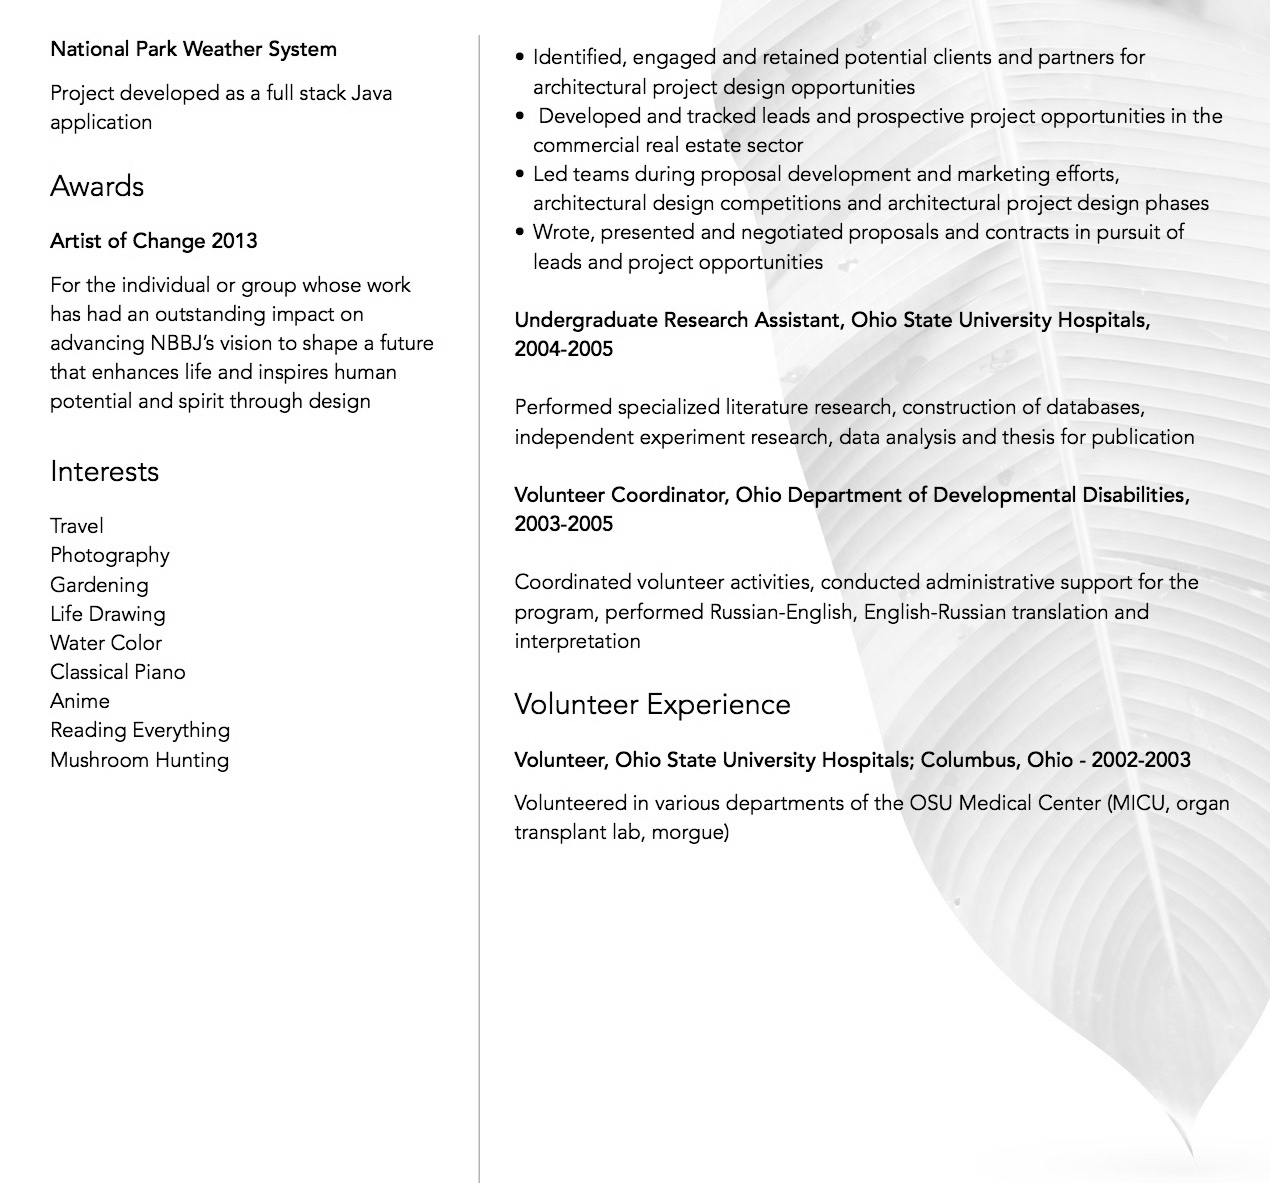 National Park Weather System
Project developed as a full stack Java
application
Awards
Artist of Change 2013
For the individual or group whose work
has had an outstanding impact on
advancing NBBJ’s vision to shape a future
that enhances life and inspires human
potential and spirit through design
Interests
Travel
Photography
Gardening
Life Drawing
Water Color
Classical Piano
Anime
Reading Everything
Mushroom Hunting
• Identified, engaged and retained potential clients and partners for
architectural project design opportunities
• Developed and tracked leads and prospective project opportunities in the
commercial real estate sector
• Led teams during proposal development and marketing efforts,
architectural design competitions and architectural project design phases
• Wrote, presented and negotiated proposals and contracts in pursuit of
leads and project opportunities
Undergraduate Research Assistant, Ohio State University Hospitals,
2004-2005
Performed specialized literature research, construction of databases,
independent experiment research, data analysis and thesis for publication
Volunteer Coordinator, Ohio Department of Developmental Disabilities,
2003-2005
Coordinated volunteer activities, conducted administrative support for the
program, performed Russian-English, English-Russian translation and
interpretation
Volunteer Experience
Volunteer, Ohio State University Hospitals; Columbus, Ohio - 2002-2003
Volunteered in various departments of the OSU Medical Center (MICU, organ
transplant lab, morgue)